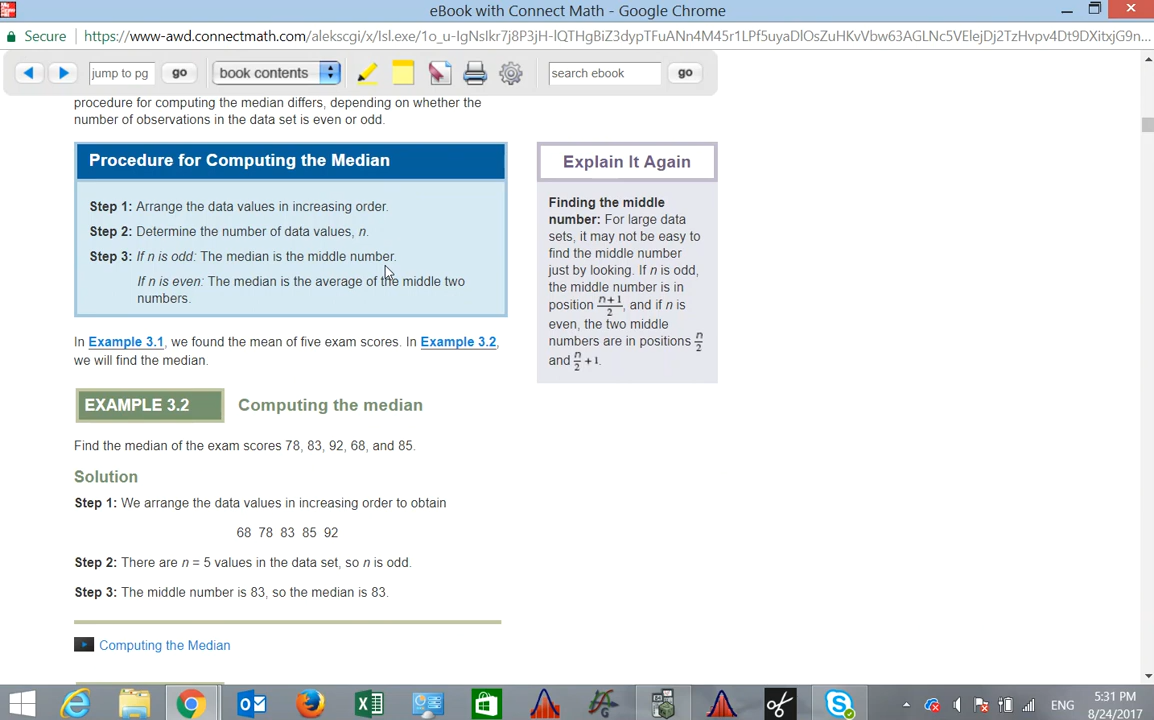 eBook with Connect Math - Google Chrome
Secure
jump to pg
go
book contents
search ebook
go
procedure for computing the median differs, depending on whether the
number of observations in the data set is even or odd.
Procedure for Computing the Median
Step 1: Arrange the data values in increasing order.
Step 2: Determine the number of data values, n.
Step 3: If n is odd: The median is the middle number.
If n is even: The median is the average of the middle two
numbers.
Explain It Again
Finding the middle
number: For large data
sets, it may not be easy to
find the middle number
just by looking. If n is odd,
the middle number is in
position n+1/2, and if n is
even, the two middle
numbers are in positions n/2
and n/2 +1.
In Example 3.1, we found the mean of five exam scores. In Example 3.2,
we will find the median.
EXAMPLE 3.2 Computing the median
Find the median of the exam scores 78, 83, 92, 68, and 85.
Solution
Step 1: We arrange the data values in increasing order to obtain
68 78 83 85 92
Step 2: There are n = 5 values in the data set, so n is odd.
Step 3: The middle number is 83, so the median is 83.
Computing the Median
ENG
5:31 PM
8/24/2017